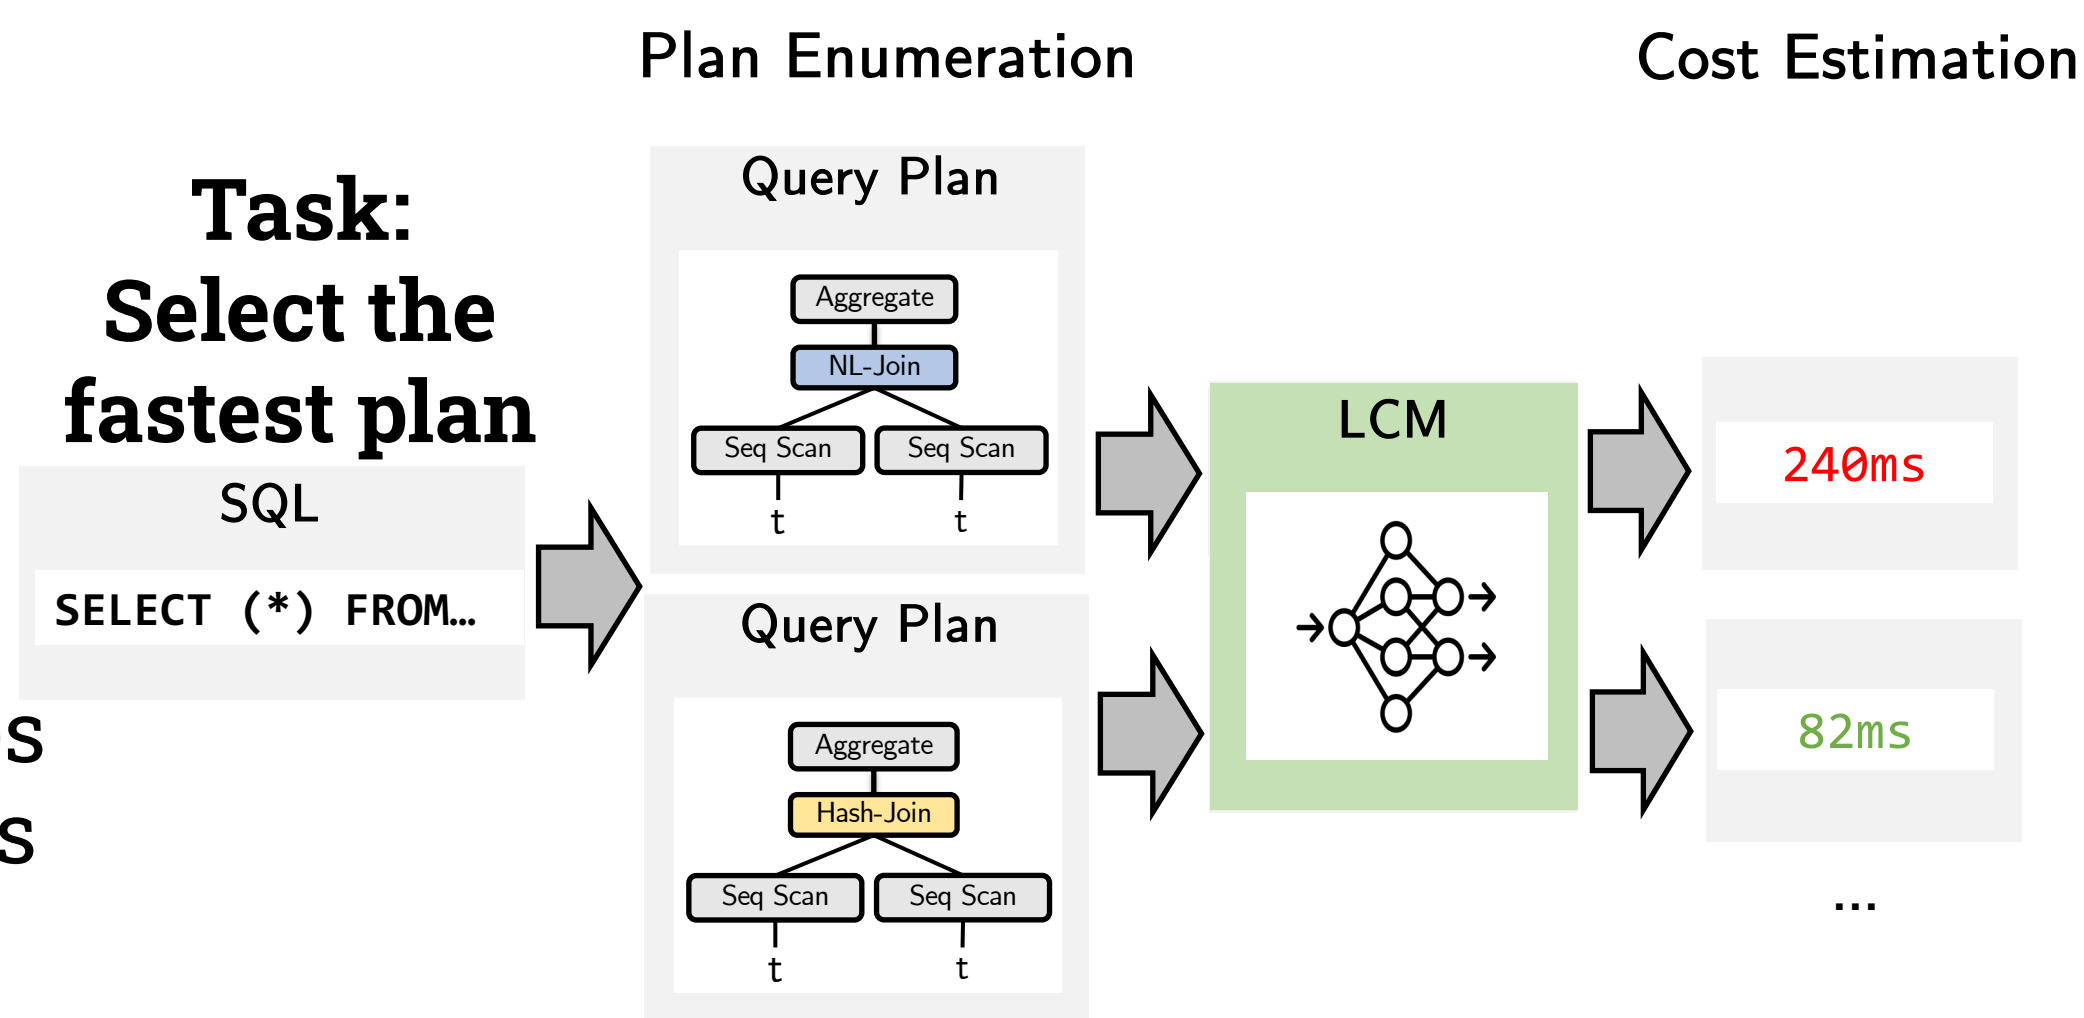 Plan Enumeration
Cost Estimation
Task:
Select the
fastest plan
SQL
SELECT (*) FROM…
Query Plan
Aggregate
NL-Join
Seq Scan Seq Scan
t t
Query Plan
Aggregate
Hash-Join
Seq Scan Seq Scan
t t
LCM
240ms
82ms
...